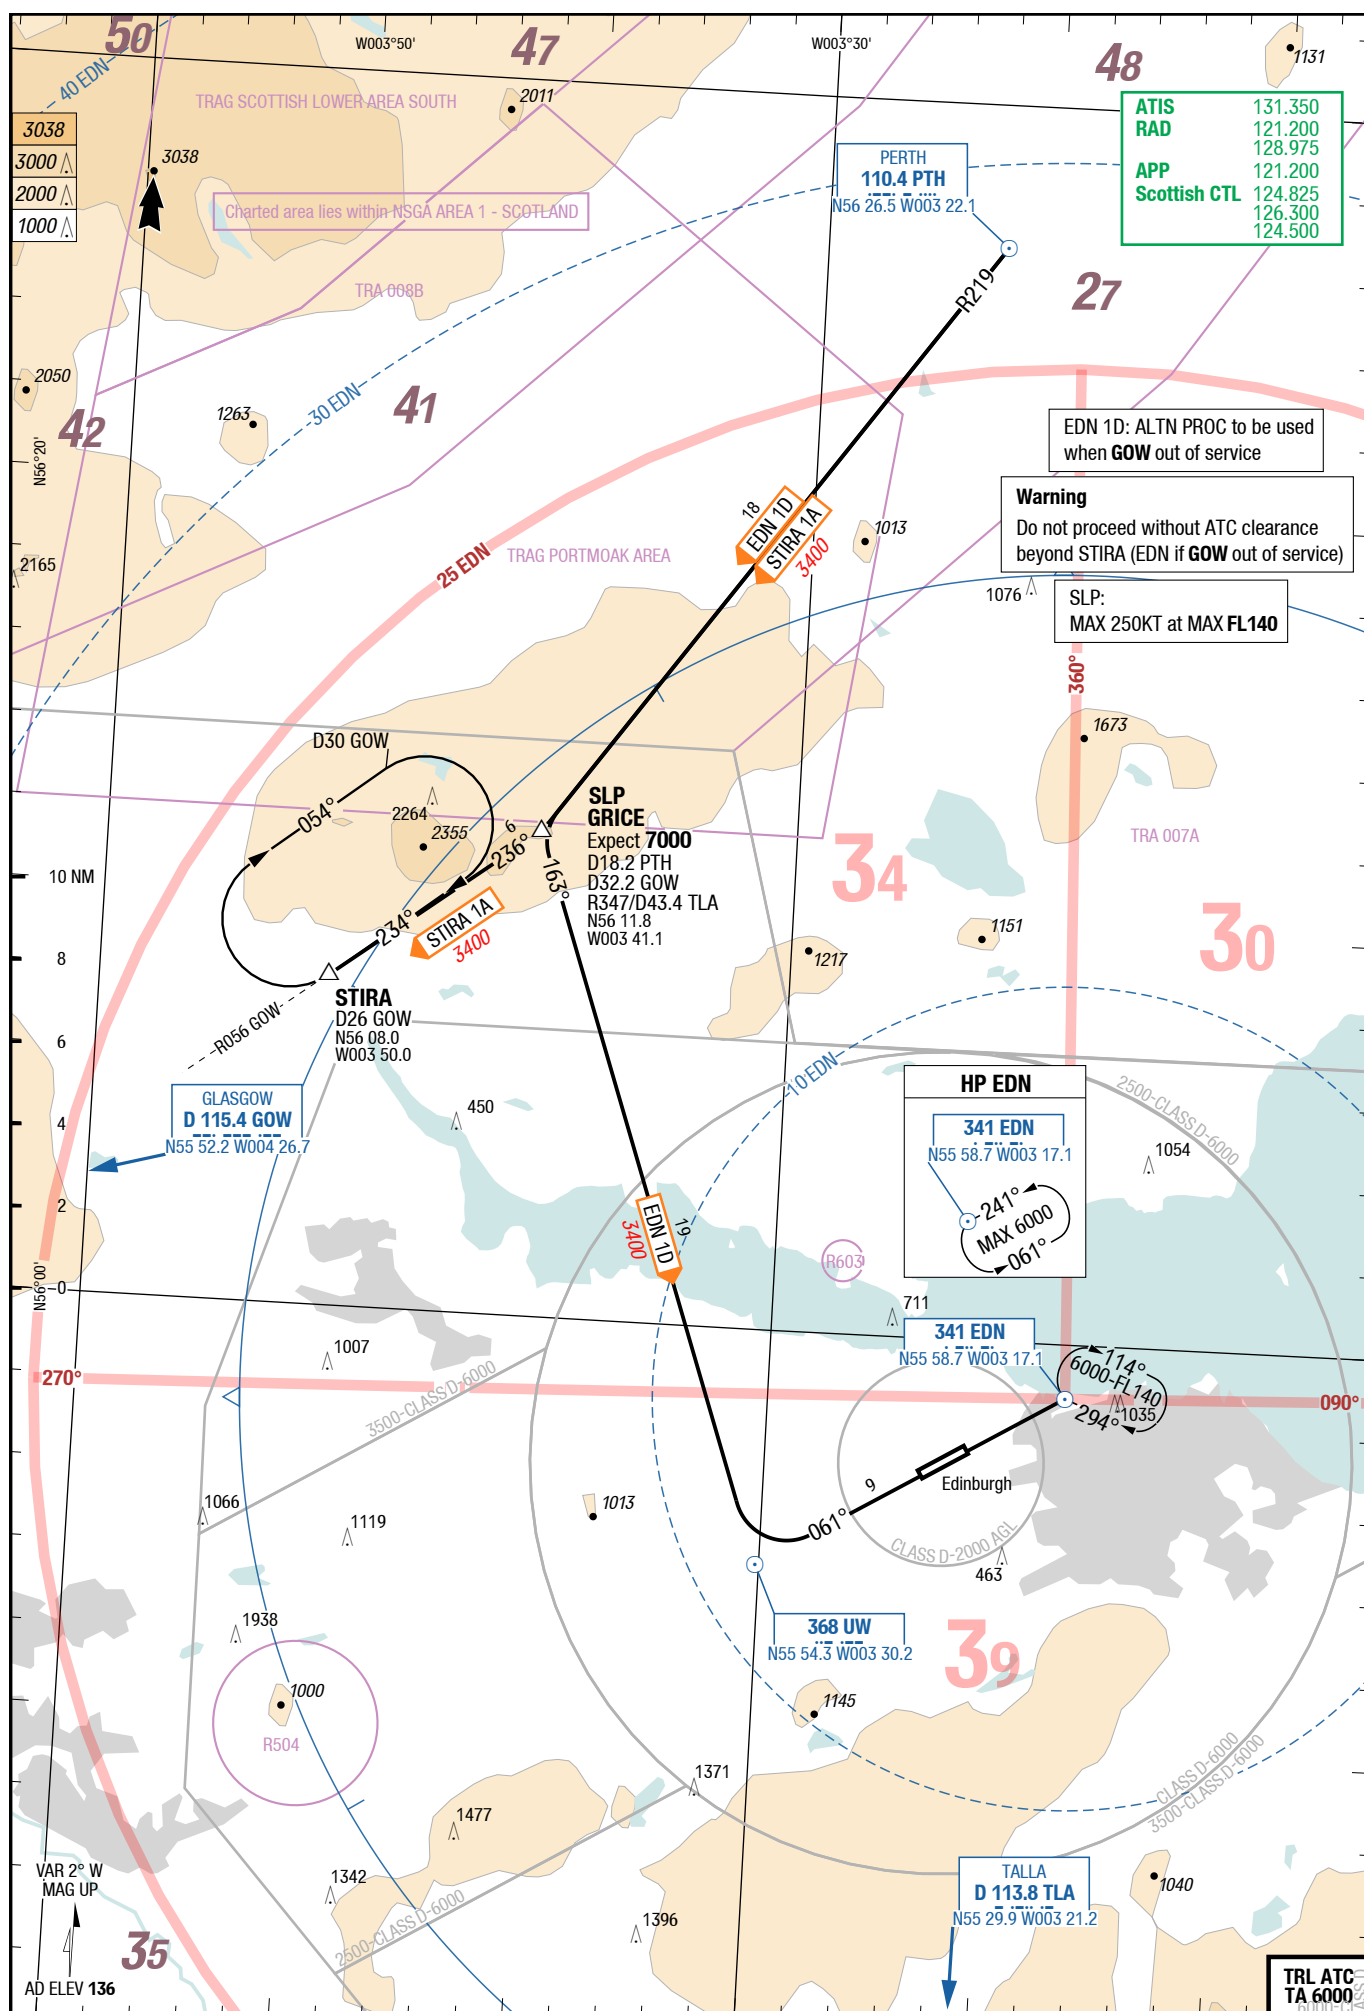 50
47
48
W003°50'
W003°30'
40 EDN
TRAG SCOTTISH LOWER AREA SOUTH
2011
1131
3038
3000
2000
1000
3038
ATIS 131.350
RAD 121.200
128.975
APP 121.200
Scottish CTL 124.825
126.300
124.500
PERTH
110.4 PTH
N56 26.5 W003 22.1
Charted area lies within NSGA AREA 1 - SCOTLAND
TRA 008B
R219
27
2050
42
1263
41
30 EDN
N56°20'
EDN 1D: ALTN PROC to be used
when GOW out of service
Warning
Do not proceed without ATC clearance
beyond STIRA (EDN if GOW out of service)
SLP:
MAX 250KT at MAX FL140
18
EDN 1D
STIRA 1A
3400
1013
2165
25 EDN
TRAG PORTMOAK AREA
1076
360°
1673
D30 GOW
054°
2264
2355
6
236°
163°
SLP
GRICE
Expect 7000
D18.2 PTH
D32.2 GOW
R347/D43.4 TLA
N56 11.8
W003 41.1
34
TRA 007A
10 NM
8
6
4
2
0
234°
STIRA 1A
3400
1151
30
1217
STIRA
D26 GOW
N56 08.0
W003 50.0
R056 GOW
GLASGOW
D 115.4 GOW
N55 52.2 W004 26.7
450
10 EDN
2500-CLASS D-6000
HP EDN
341 EDN
N55 58.7 W003 17.1
241°
MAX 6000
061°
1054
EDN 1D
3400
19
R603
N56°00'
711
341 EDN
N55 58.7 W003 17.1
114°
6000-FL140
1035
294°
1007
270°
090°
3500-CLASS D-6000
1066
1119
1013
061°
9
Edinburgh
CLASS D-2000 AGL
463
1938
368 UW
N55 54.3 W003 30.2
39
1000
R504
1145
1371
CLASS D-6000
3500-CLASS D-6000
1477
VAR 2° W
MAG UP
1342
2500-CLASS D-6000
1396
TALLA
D 113.8 TLA
N55 29.9 W003 21.2
1040
35
AD ELEV 136
TRL ATC
TA 6000